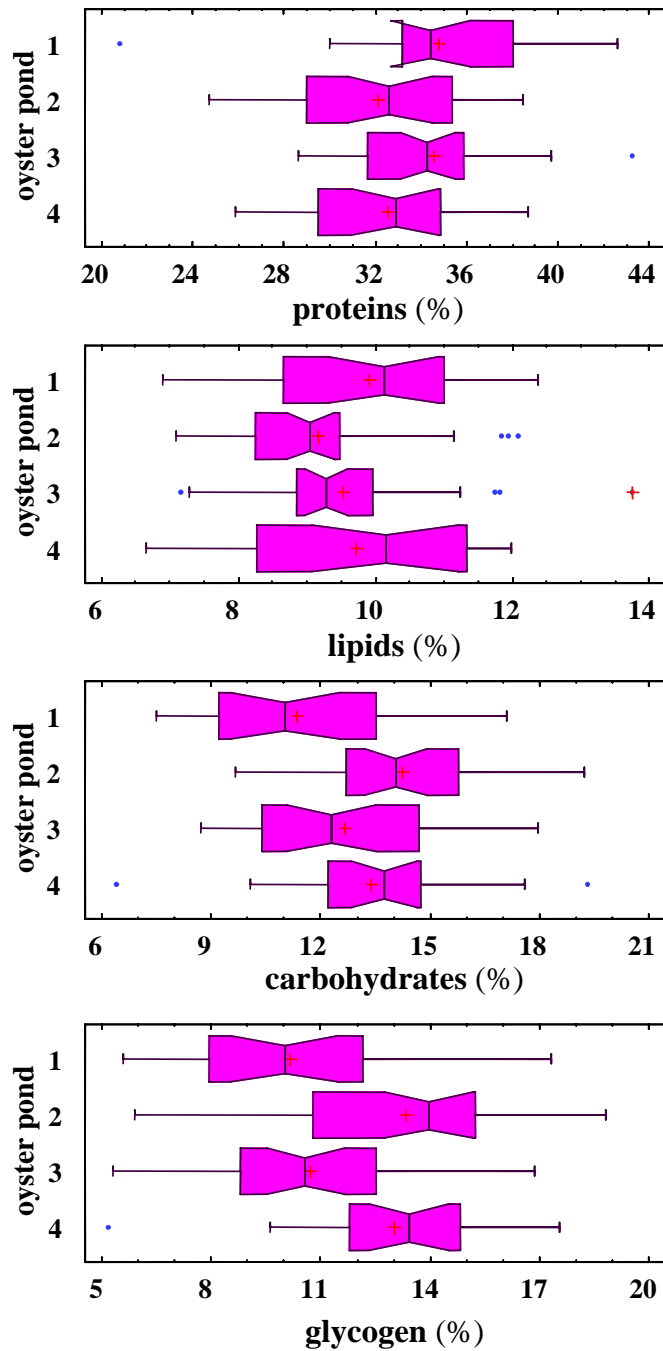 oyster pond
1
2
3
4
20 24 28 32 36 40 44
proteins (%)
oyster pond
1
2
3
4
6 8 10 12 14
lipids (%)
oyster pond
1
2
3
4
6 9 12 15 18 21
carbohydrates (%)
oyster pond
1
2
3
4
5 8 11 14 17 20
glycogen (%)